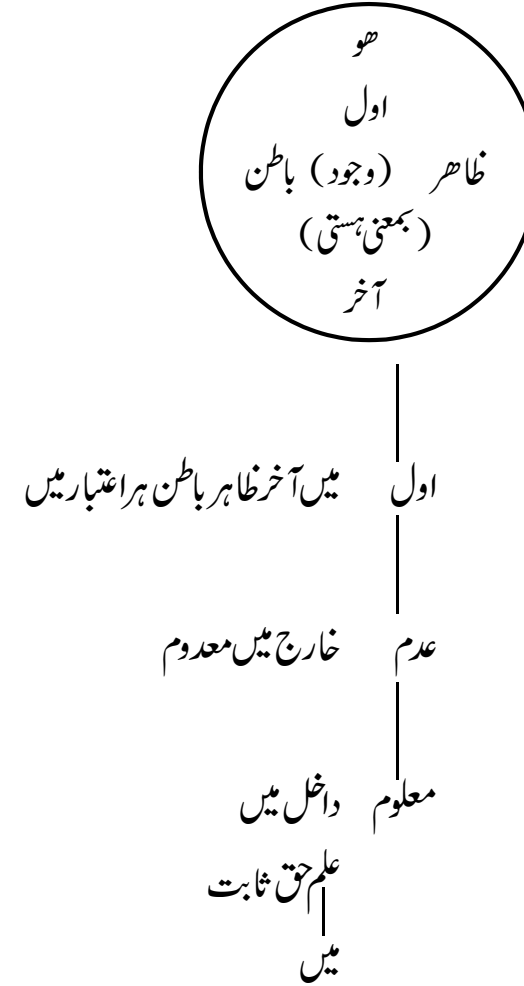 ھو
اول
ظاھر (وجود) باطن
(بمعنی ہستی)
آخر
اول میں آخر ظاہر باطن ہر اعتبار میں
عدم خارج میں معدوم
معلوم داخل میں
علم حق ثابت
میں